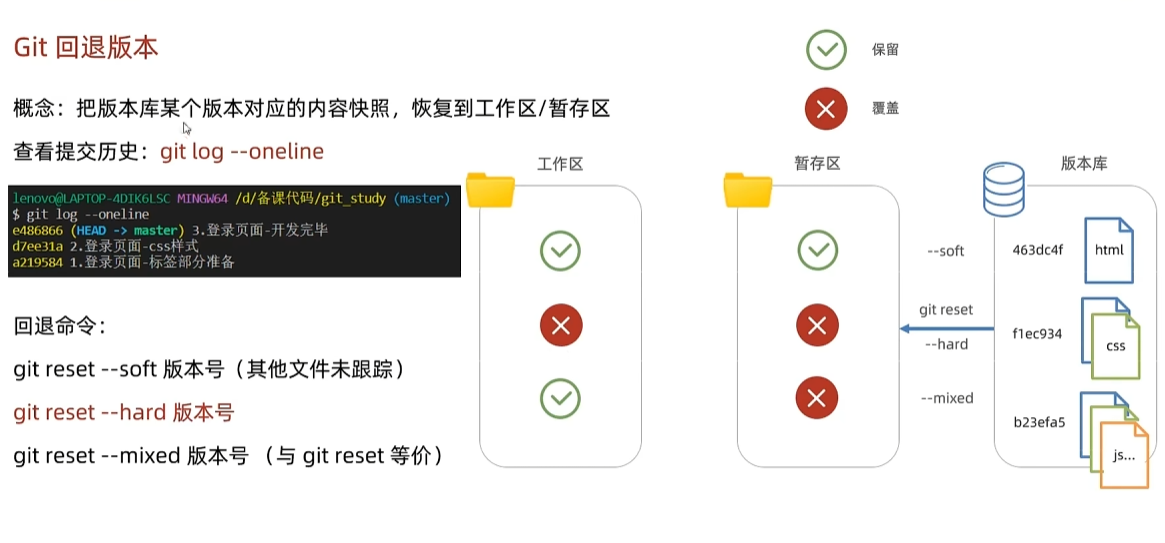 Git 回退版本
概念：把版本库某个版本对应的内容快照，恢复到工作区/暂存区
查看提交历史：git log --oneline
lenovo@LAPTOP-4DIK6LSC MINGW64 /d/备课代码/git_study (master)
$ git log --oneline
e486866 (HEAD -> master) 3.登录页面-开发完毕
d7ee31a 2.登录页面-css样式
a219584 1.登录页面-标签部分准备
回退命令：
git reset --soft 版本号（其他文件未跟踪）
git reset --hard 版本号
git reset --mixed 版本号 （与 git reset 等价）
保留
覆盖
工作区
暂存区
版本库
--soft
git reset
--hard
--mixed
463dc4f
html
f1ec934
css
b23efa5
js...